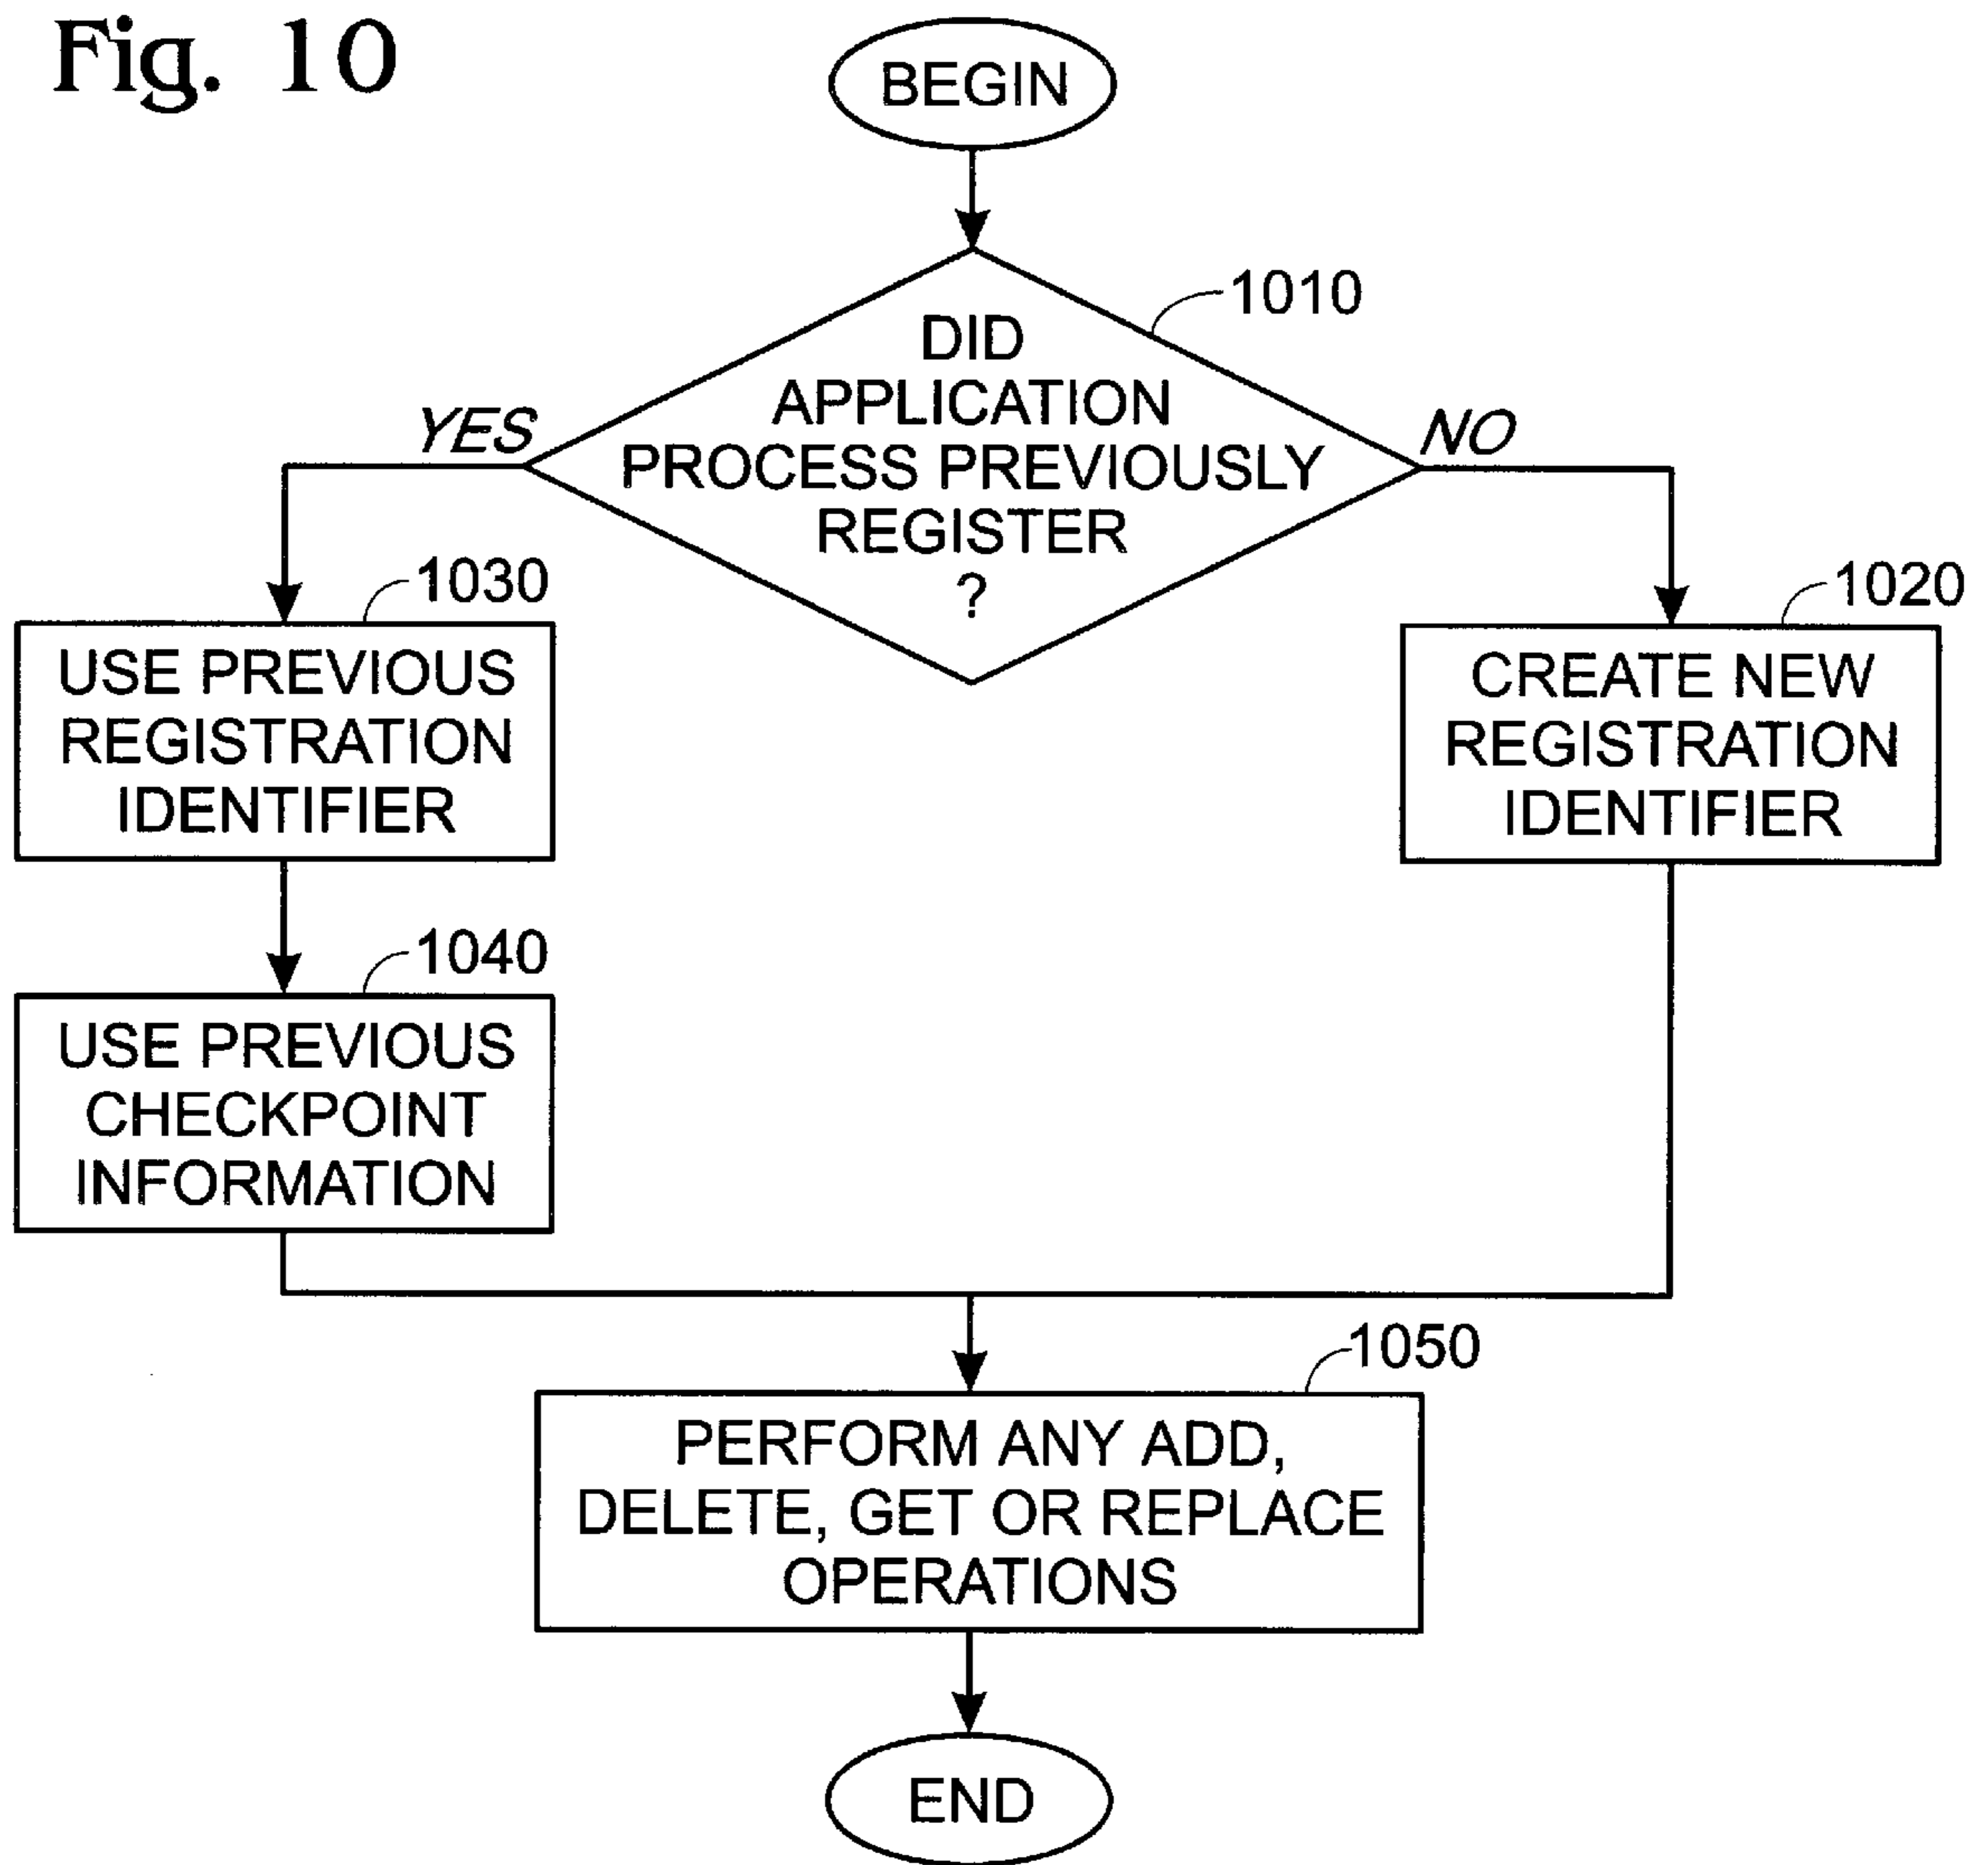 Fig. 10
BEGIN
1010
DID
APPLICATION
PROCESS PREVIOUSLY
REGISTER
?
YES
NO
1030
USE PREVIOUS
REGISTRATION
IDENTIFIER
1020
CREATE NEW
REGISTRATION
IDENTIFIER
1040
USE PREVIOUS
CHECKPOINT
INFORMATION
1050
PERFORM ANY ADD,
DELETE, GET OR REPLACE
OPERATIONS
END